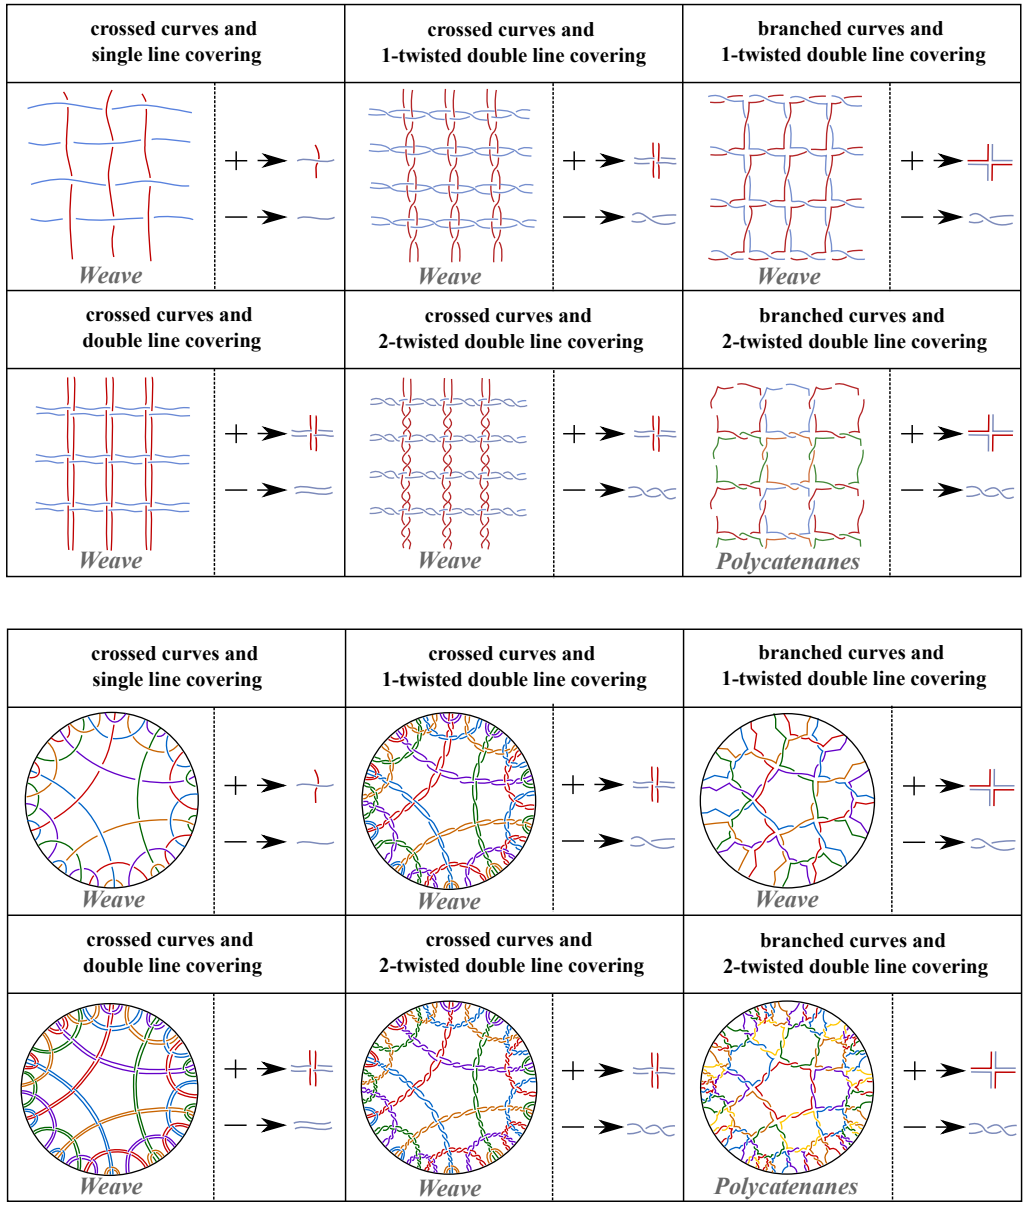 crossed curves and
single line covering
crossed curves and
1-twisted double line covering
branched curves and
1-twisted double line covering
+
−
Weave
+
−
Weave
+
−
Weave
crossed curves and
double line covering
crossed curves and
2-twisted double line covering
branched curves and
2-twisted double line covering
+
−
Weave
+
−
Weave
+
−
Polycatenanes
crossed curves and
single line covering
crossed curves and
1-twisted double line covering
branched curves and
1-twisted double line covering
+
−
Weave
+
−
Weave
+
−
Weave
crossed curves and
double line covering
crossed curves and
2-twisted double line covering
branched curves and
2-twisted double line covering
+
−
Weave
+
−
Weave
+
−
Polycatenanes